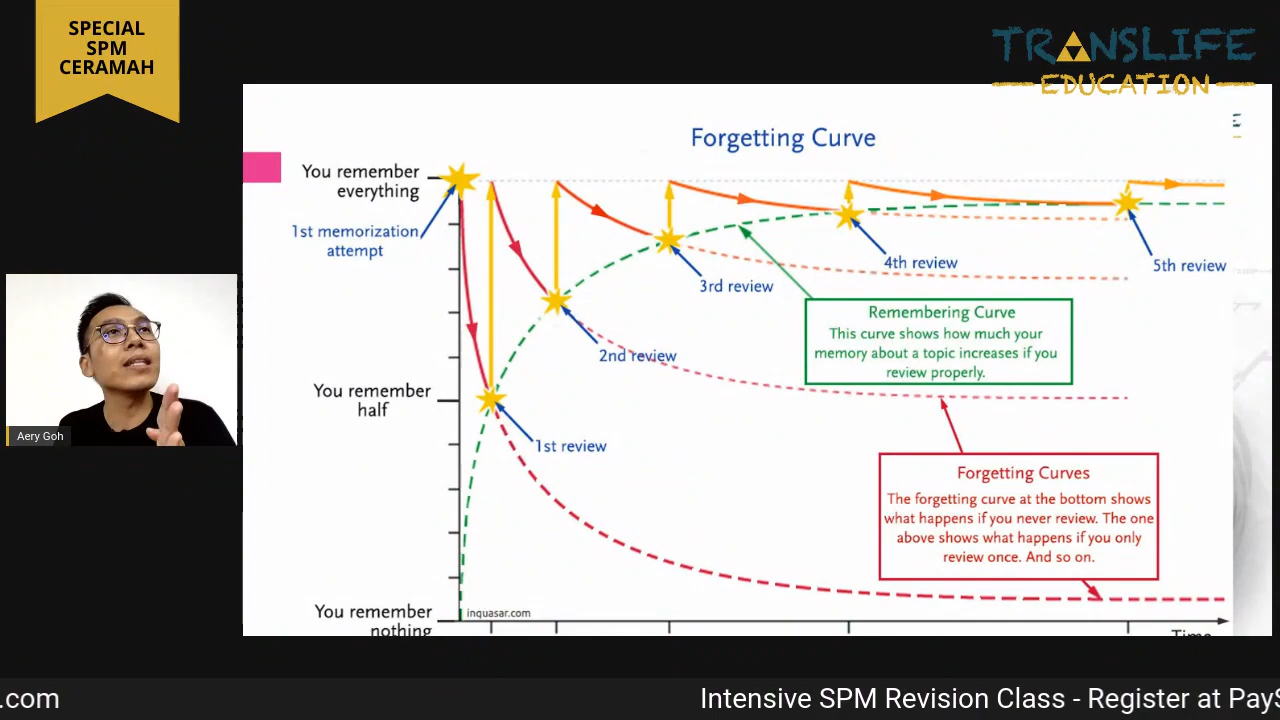 SPECIAL
SPM
CERAMAH
TRANSLIFE
EDUCATION
Forgetting Curve
You remember
everything
1st memorization
attempt
4th review
5th review
3rd review
Remembering Curve
This curve shows how much your
memory about a topic increases if you
review properly.
2nd review
You remember
half
1st review
Aery Goh
Forgetting Curves
The forgetting curve at the bottom shows
what happens if you never review. The one
above shows what happens if you only
review once. And so on.
You remember
nothing
inquasar.com
Time
.com
Intensive SPM Revision Class - Register at PayS